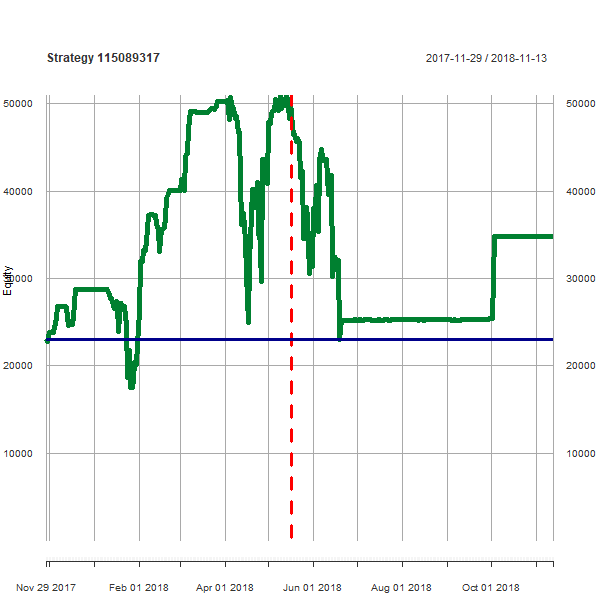 Strategy 115089317
2017-11-29 / 2018-11-13
50000
50000
40000
40000
30000
30000
20000
20000
10000
10000
Equity
Nov 29 2017
Feb 01 2018
Apr 01 2018
Jun 01 2018
Aug 01 2018
Oct 01 2018